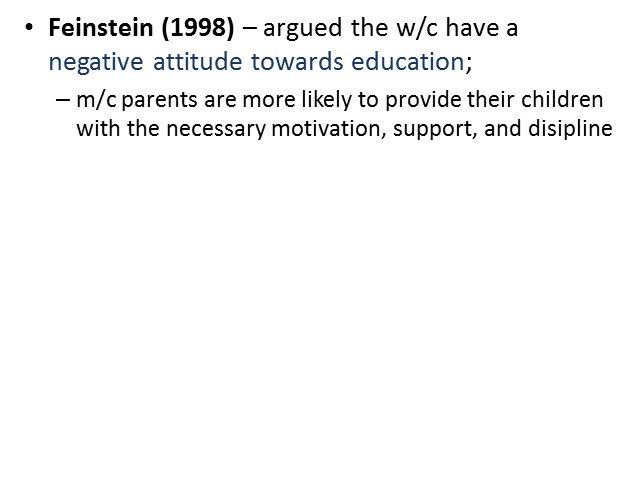 • Feinstein (1998) – argued the w/c have a
negative attitude towards education;
– m/c parents are more likely to provide their children
with the necessary motivation, support, and disipline